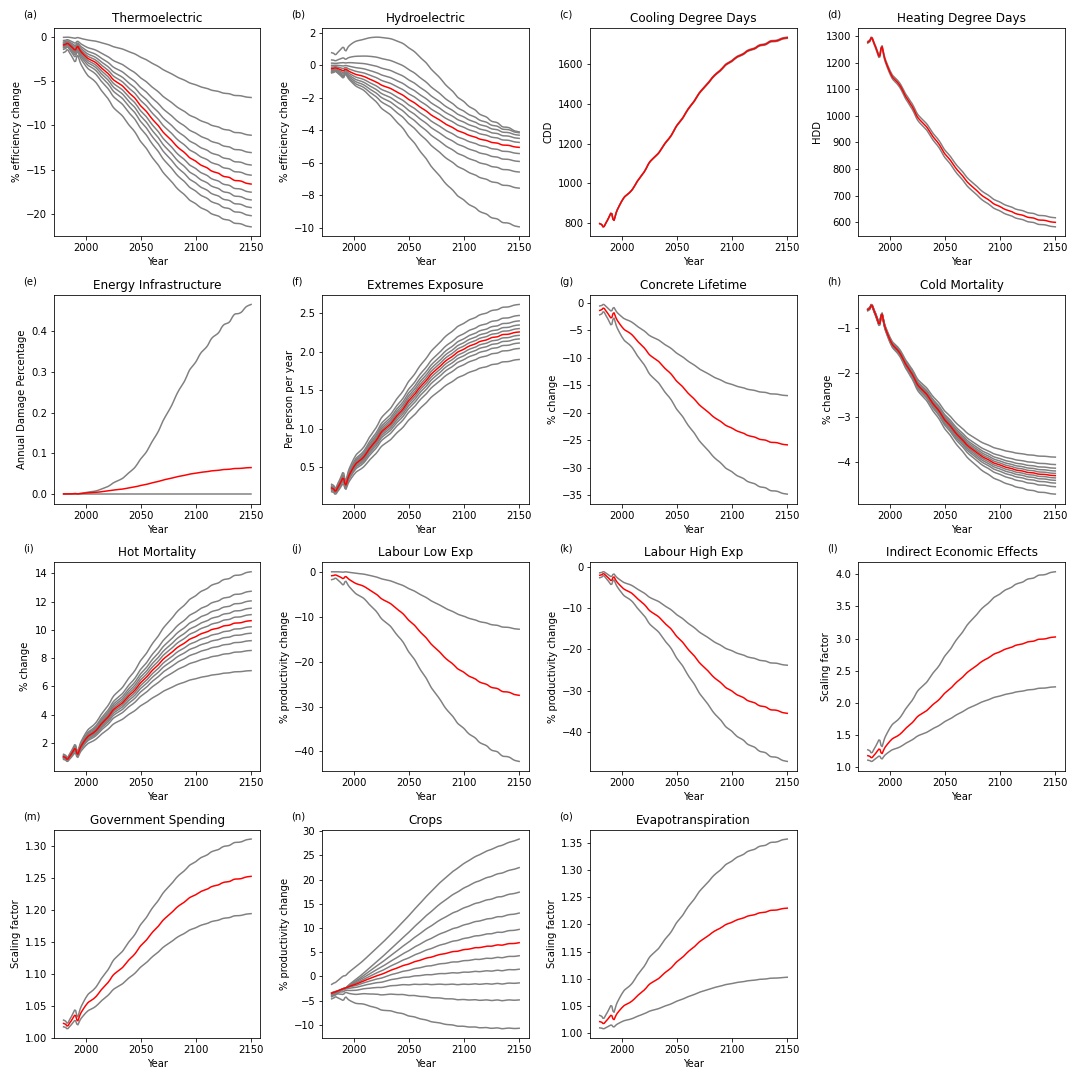 (a) Thermoelectric
(b) Hydroelectric
(c) Cooling Degree Days
(d) Heating Degree Days
% efficiency change
0
−5
−10
−15
−20
2000 2050 2100 2150
Year
% efficiency change
2
0
−2
−4
−6
−8
−10
2000 2050 2100 2150
Year
CDD
1600
1400
1200
1000
800
2000 2050 2100 2150
Year
HDD
1300
1200
1100
1000
900
800
700
600
2000 2050 2100 2150
Year
(e) Energy Infrastructure
(f) Extremes Exposure
(g) Concrete Lifetime
(h) Cold Mortality
Annual Damage Percentage
0.4
0.3
0.2
0.1
0.0
2000 2050 2100 2150
Year
Per person per year
2.5
2.0
1.5
1.0
0.5
2000 2050 2100 2150
Year
% change
0
−5
−10
−15
−20
−25
−30
−35
2000 2050 2100 2150
Year
% change
−1
−2
−3
−4
2000 2050 2100 2150
Year
(i) Hot Mortality
(j) Labour Low Exp
(k) Labour High Exp
(l) Indirect Economic Effects
% change
14
12
10
8
6
4
2
2000 2050 2100 2150
Year
% productivity change
0
−10
−20
−30
−40
2000 2050 2100 2150
Year
% productivity change
0
−10
−20
−30
−40
2000 2050 2100 2150
Year
Scaling factor
4.0
3.5
3.0
2.5
2.0
1.5
1.0
2000 2050 2100 2150
Year
(m) Government Spending
(n) Crops
(o) Evapotranspiration
Scaling factor
1.30
1.25
1.20
1.15
1.10
1.05
1.00
2000 2050 2100 2150
Year
% productivity change
30
25
20
15
10
5
0
−5
−10
2000 2050 2100 2150
Year
Scaling factor
1.35
1.30
1.25
1.20
1.15
1.10
1.05
1.00
2000 2050 2100 2150
Year